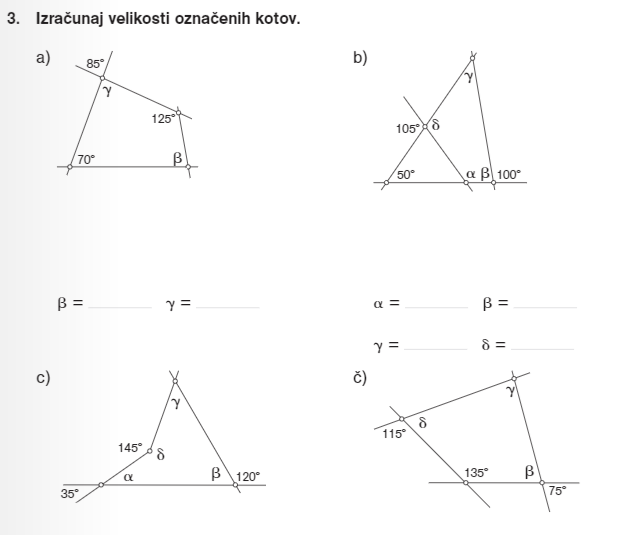 3. Izračunaj velikosti označenih kotov.
a)
85°
γ
125°
70°
β
b)
γ
105°
δ
50°
α
β
100°
β =
γ =
α =
β =
γ =
δ =
c)
γ
145°
δ
α
β
120°
35°
č)
γ
δ
115°
135°
β
75°